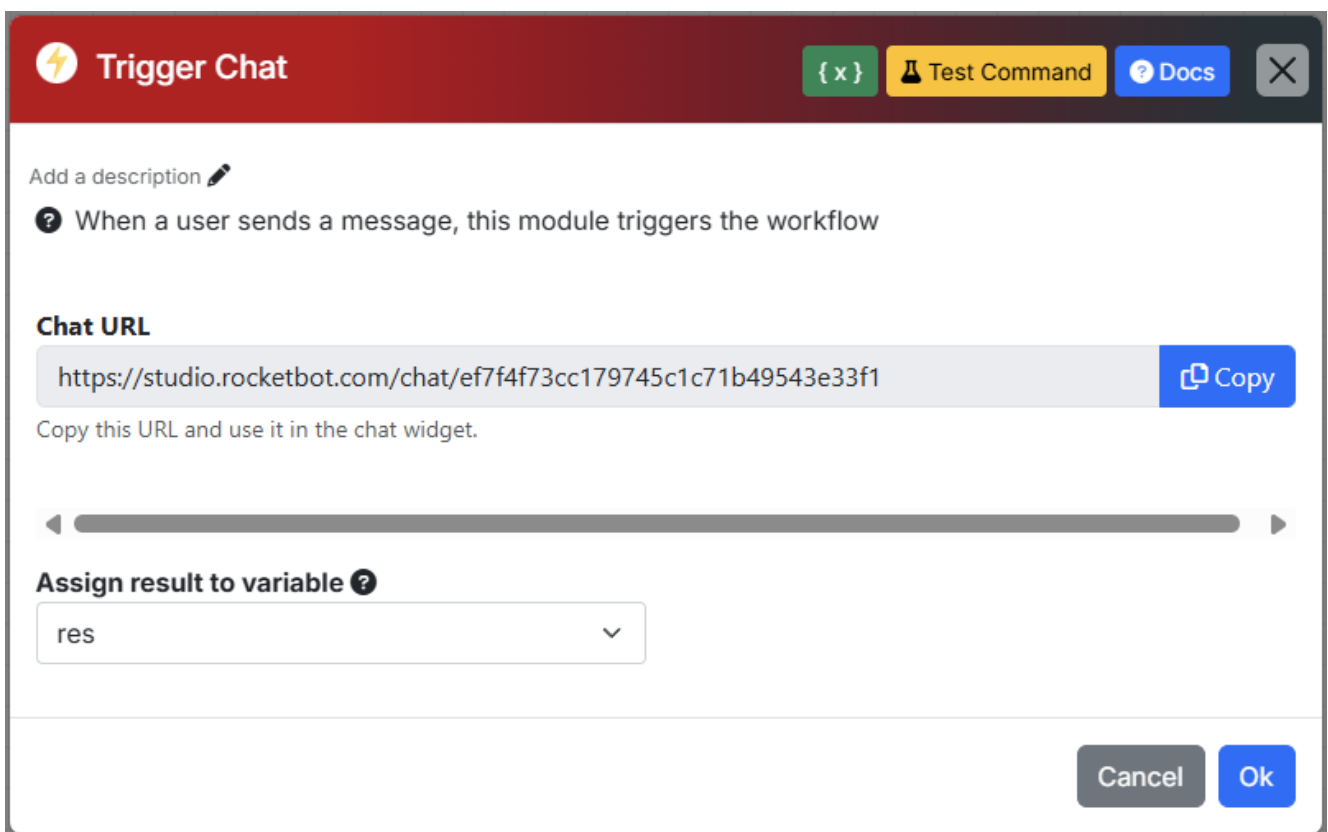 Trigger Chat
{ x } Test Command Docs
Add a description
When a user sends a message, this module triggers the workflow
Chat URL
https://studio.rocketbot.com/chat/ef7f4f73cc179745c1c71b49543e33f1 Copy
Copy this URL and use it in the chat widget.
Assign result to variable
res
Cancel Ok